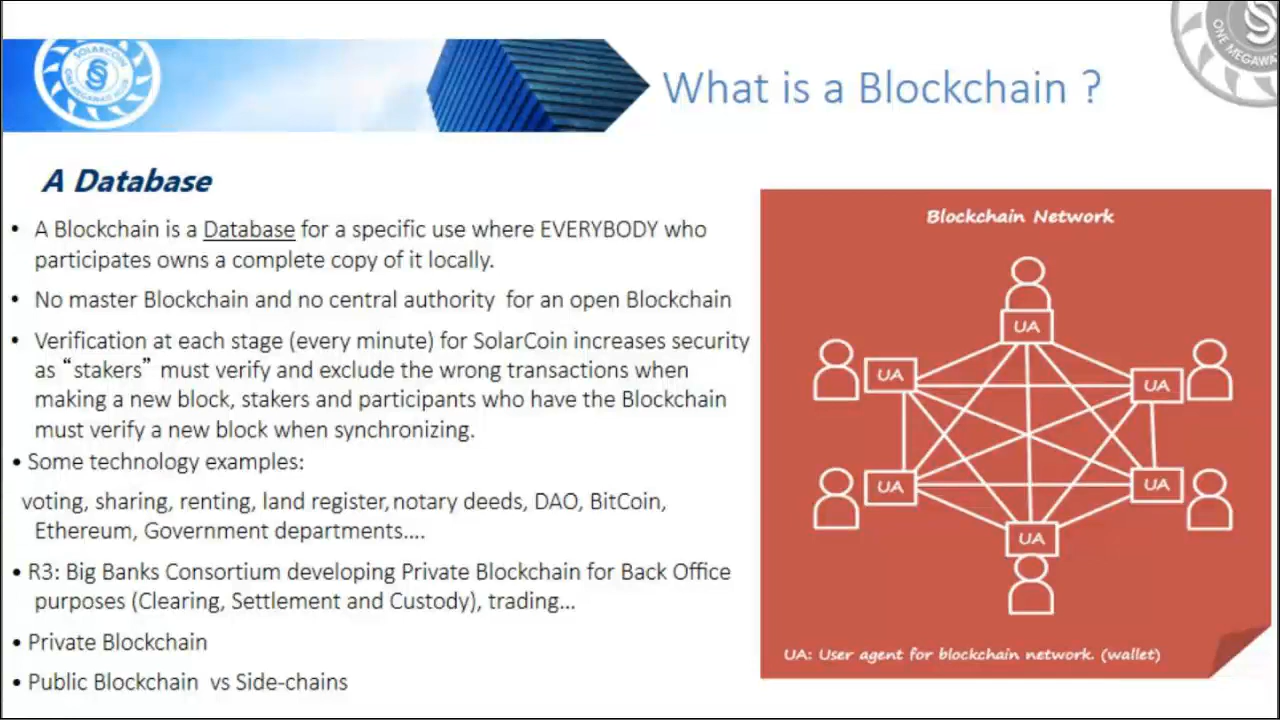 SOLARCOIN
ONE MEGAWATT HOUR
ONE MEGAWA
What is a Blockchain ?
A Database
• A Blockchain is a Database for a specific use where EVERYBODY who
participates owns a complete copy of it locally.
• No master Blockchain and no central authority for an open Blockchain
• Verification at each stage (every minute) for SolarCoin increases security
as “stakers” must verify and exclude the wrong transactions when
making a new block, stakers and participants who have the Blockchain
must verify a new block when synchronizing.
• Some technology examples:
voting, sharing, renting, land register, notary deeds, DAO, BitCoin,
Ethereum, Government departments....
• R3: Big Banks Consortium developing Private Blockchain for Back Office
purposes (Clearing, Settlement and Custody), trading...
• Private Blockchain
• Public Blockchain vs Side-chains
Blockchain Network
UA
UA
UA
UA
UA
UA
UA: User agent for blockchain network. (wallet)